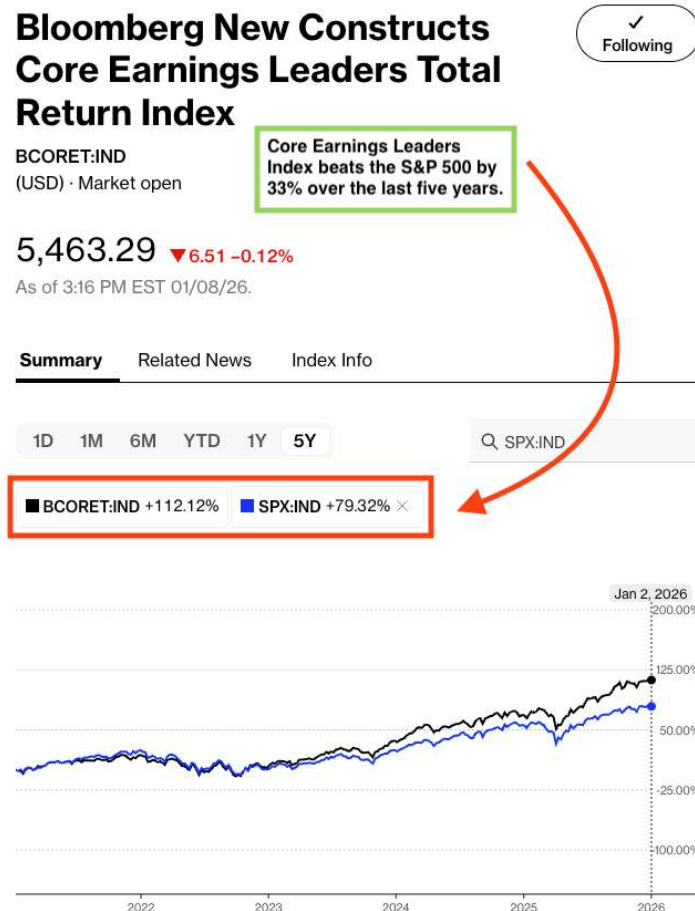 Bloomberg New Constructs
Core Earnings Leaders Total
Return Index
✓
Following
BCORET:IND
(USD) · Market open
Core Earnings Leaders
Index beats the S&P 500 by
33% over the last five years.
5,463.29 ▼6.51 −0.12%
As of 3:16 PM EST 01/08/26.
Summary Related News Index Info
1D 1M 6M YTD 1Y 5Y
SPX:IND
BCORET:IND +112.12% SPX:IND +79.32% ×
Jan 2, 2026
200.00%
125.00%
50.00%
-25.00%
-100.00%
2022 2023 2024 2025 2026